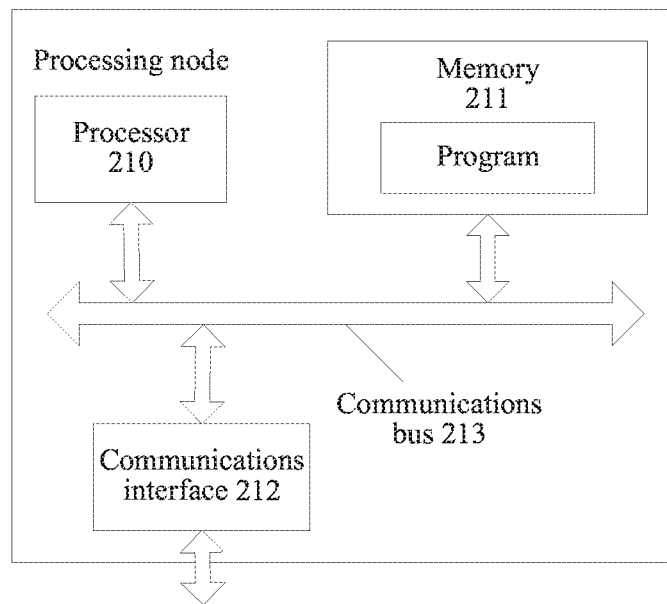 Processing node
Processor
210
Memory
211
Program
Communications
bus 213
Communications
interface 212